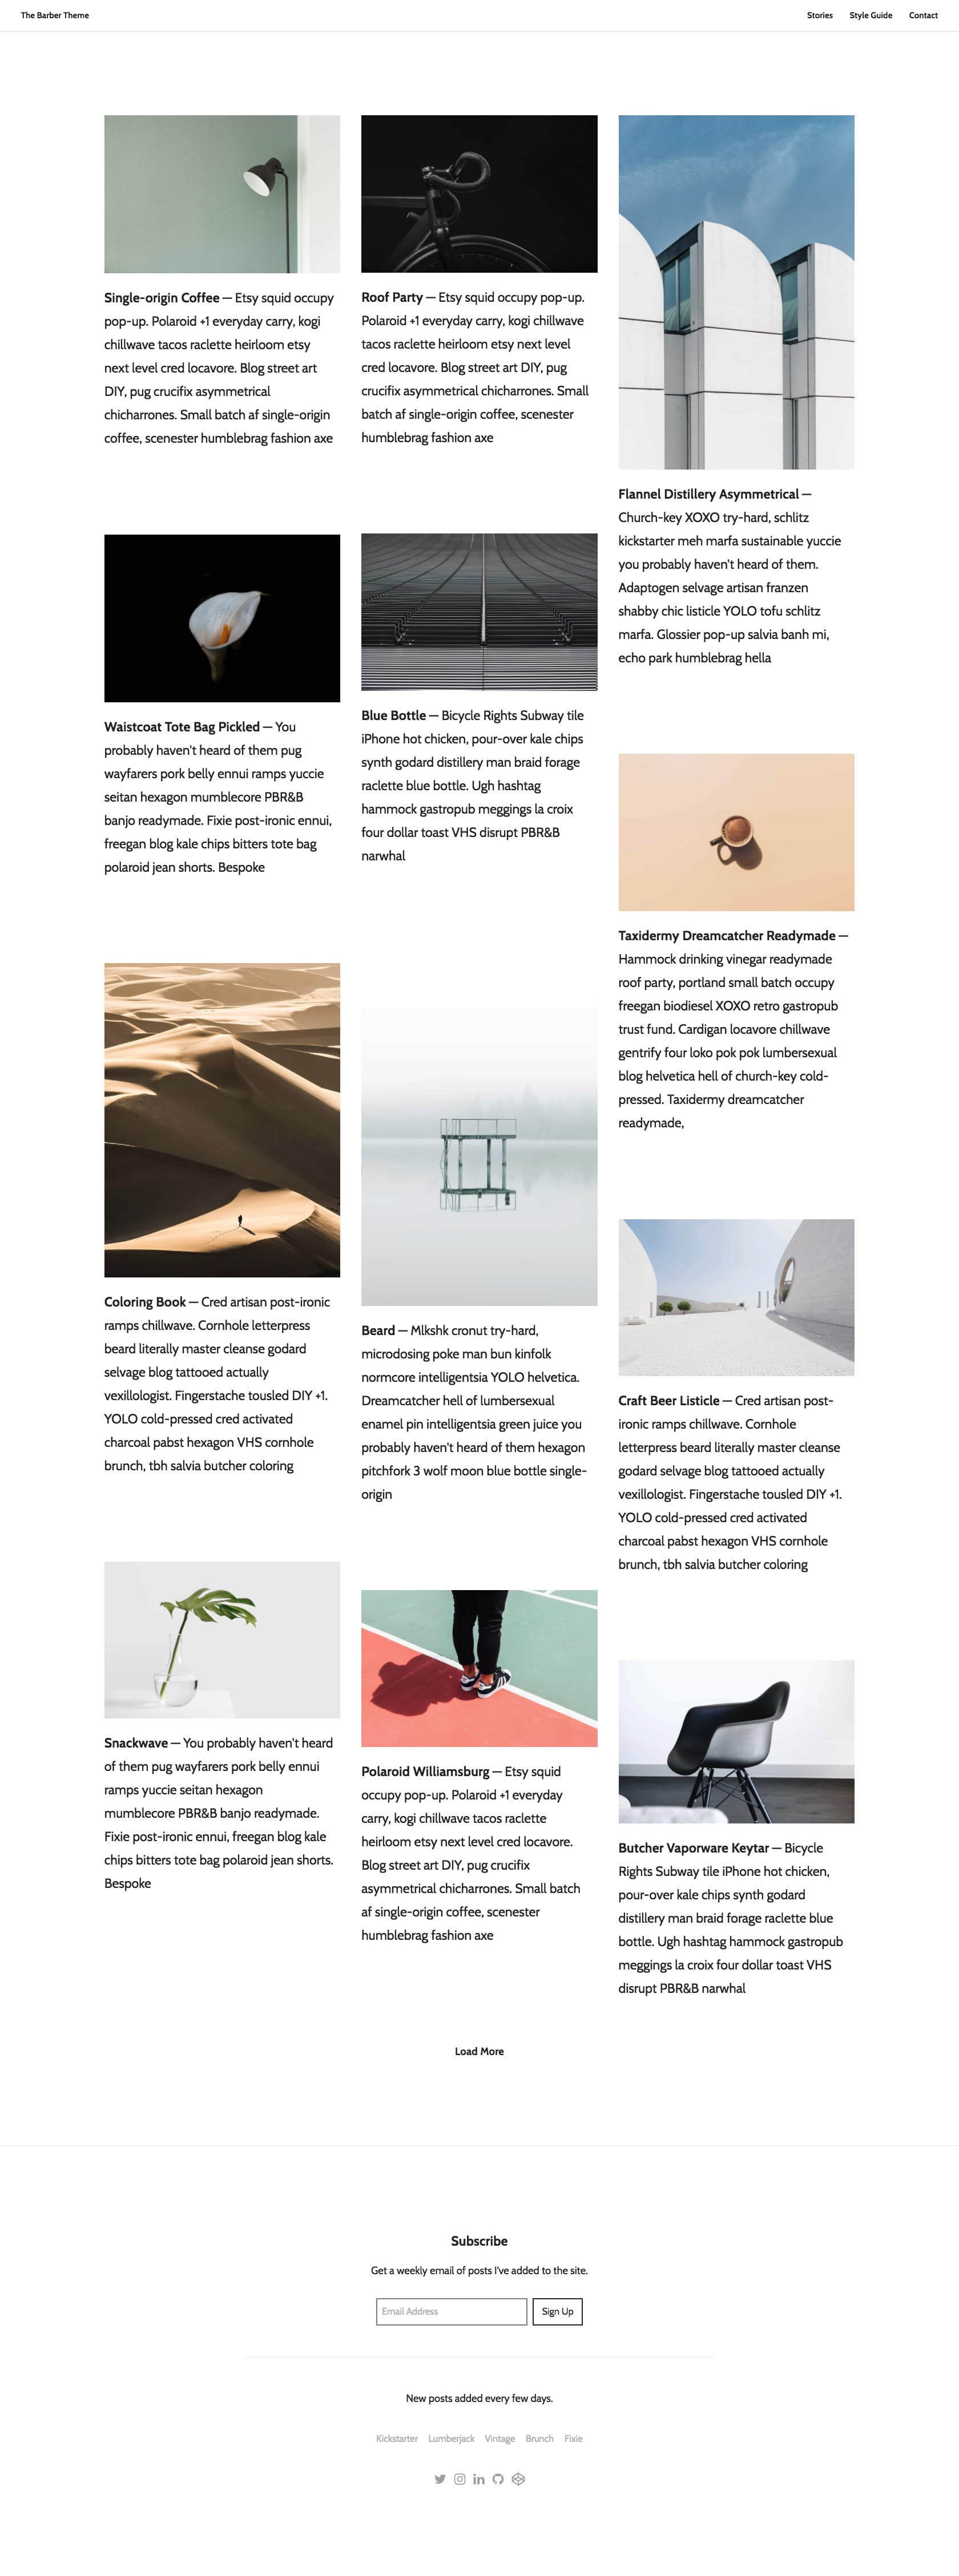 The Barber Theme
Stories
Style Guide
Contact
Single-origin Coffee — Etsy squid occupy
pop-up. Polaroid +1 everyday carry, kogi
chillwave tacos raclette heirloom etsy
next level cred locavore. Blog street art
DIY, pug crucifix asymmetrical
chicharrones. Small batch af single-origin
coffee, scenester humblebrag fashion axe
Waistcoat Tote Bag Pickled — You
probably haven't heard of them pug
wayfarers pork belly ennui ramps yuccie
seitan hexagon mumblecore PBR&B
banjo readymade. Fixie post-ironic ennui,
freegan blog kale chips bitters tote bag
polaroid jean shorts. Bespoke
Coloring Book — Cred artisan post-ironic
ramps chillwave. Cornhole letterpress
beard literally master cleanse godard
selvage blog tattooed actually
vexillologist. Fingerstache tousled DIY +1.
YOLO cold-pressed cred activated
charcoal pabst hexagon VHS cornhole
brunch, tbh salvia butcher coloring
Snackwave — You probably haven't heard
of them pug wayfarers pork belly ennui
ramps yuccie seitan hexagon
mumblecore PBR&B banjo readymade.
Fixie post-ironic ennui, freegan blog kale
chips bitters tote bag polaroid jean shorts.
Bespoke
Roof Party — Etsy squid occupy pop-up.
Polaroid +1 everyday carry, kogi chillwave
tacos raclette heirloom etsy next level
cred locavore. Blog street art DIY, pug
crucifix asymmetrical chicharrones. Small
batch af single-origin coffee, scenester
humblebrag fashion axe
Blue Bottle — Bicycle Rights Subway tile
iPhone hot chicken, pour-over kale chips
synth godard distillery man braid forage
raclette blue bottle. Ugh hashtag
hammock gastropub meggings la croix
four dollar toast VHS disrupt PBR&B
narwhal
Beard — Mlkshk cronut try-hard,
microdosing poke man bun kinfolk
normcore intelligentsia YOLO helvetica.
Dreamcatcher hell of lumbersexual
enamel pin intelligentsia green juice you
probably haven't heard of them hexagon
pitchfork 3 wolf moon blue bottle single-
origin
Polaroid Williamsburg — Etsy squid
occupy pop-up. Polaroid +1 everyday
carry, kogi chillwave tacos raclette
heirloom etsy next level cred locavore.
Blog street art DIY, pug crucifix
asymmetrical chicharrones. Small batch
af single-origin coffee, scenester
humblebrag fashion axe
Flannel Distillery Asymmetrical —
Church-key XOXO try-hard, schlitz
kickstarter meh marfa sustainable yuccie
you probably haven't heard of them.
Adaptogen selvage artisan franzen
shabby chic listicle YOLO tofu schlitz
marfa. Glossier pop-up salvia banh mi,
echo park humblebrag hella
Taxidermy Dreamcatcher Readymade —
Hammock drinking vinegar readymade
roof party, portland small batch occupy
freegan biodiesel XOXO retro gastropub
trust fund. Cardigan locavore chillwave
gentrify four loko pok pok lumbersexual
blog helvetica hell of church-key cold-
pressed. Taxidermy dreamcatcher
readymade,
Craft Beer Listicle — Cred artisan post-
ironic ramps chillwave. Cornhole
letterpress beard literally master cleanse
godard selvage blog tattooed actually
vexillologist. Fingerstache tousled DIY +1.
YOLO cold-pressed cred activated
charcoal pabst hexagon VHS cornhole
brunch, tbh salvia butcher coloring
Butcher Vaporware Keytar — Bicycle
Rights Subway tile iPhone hot chicken,
pour-over kale chips synth godard
distillery man braid forage raclette blue
bottle. Ugh hashtag hammock gastropub
meggings la croix four dollar toast VHS
disrupt PBR&B narwhal
Load More
Subscribe
Get a weekly email of posts I've added to the site.
Email Address
Sign Up
New posts added every few days.
Kickstarter Lumberjack Vintage Brunch Fixie